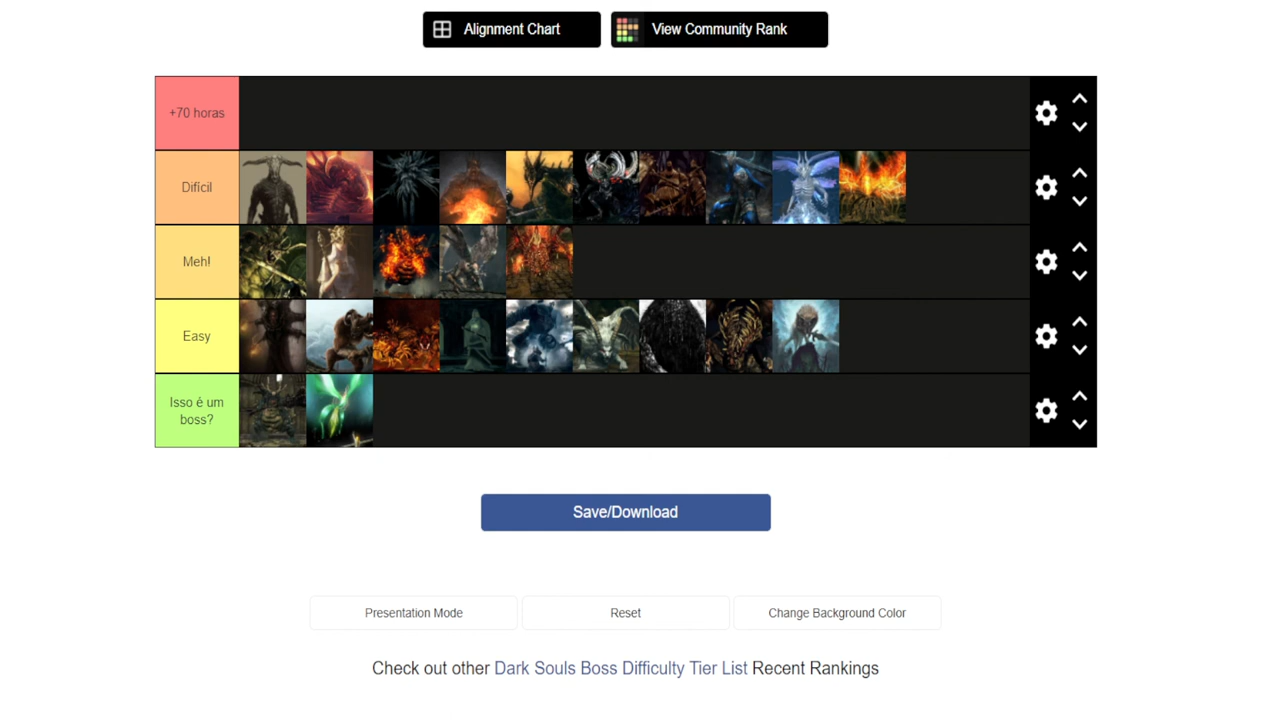 Alignment Chart
View Community Rank
+70 horas
Difícil
Meh!
Easy
Isso é um
boss?
Save/Download
Presentation Mode
Reset
Change Background Color
Check out other Dark Souls Boss Difficulty Tier List Recent Rankings